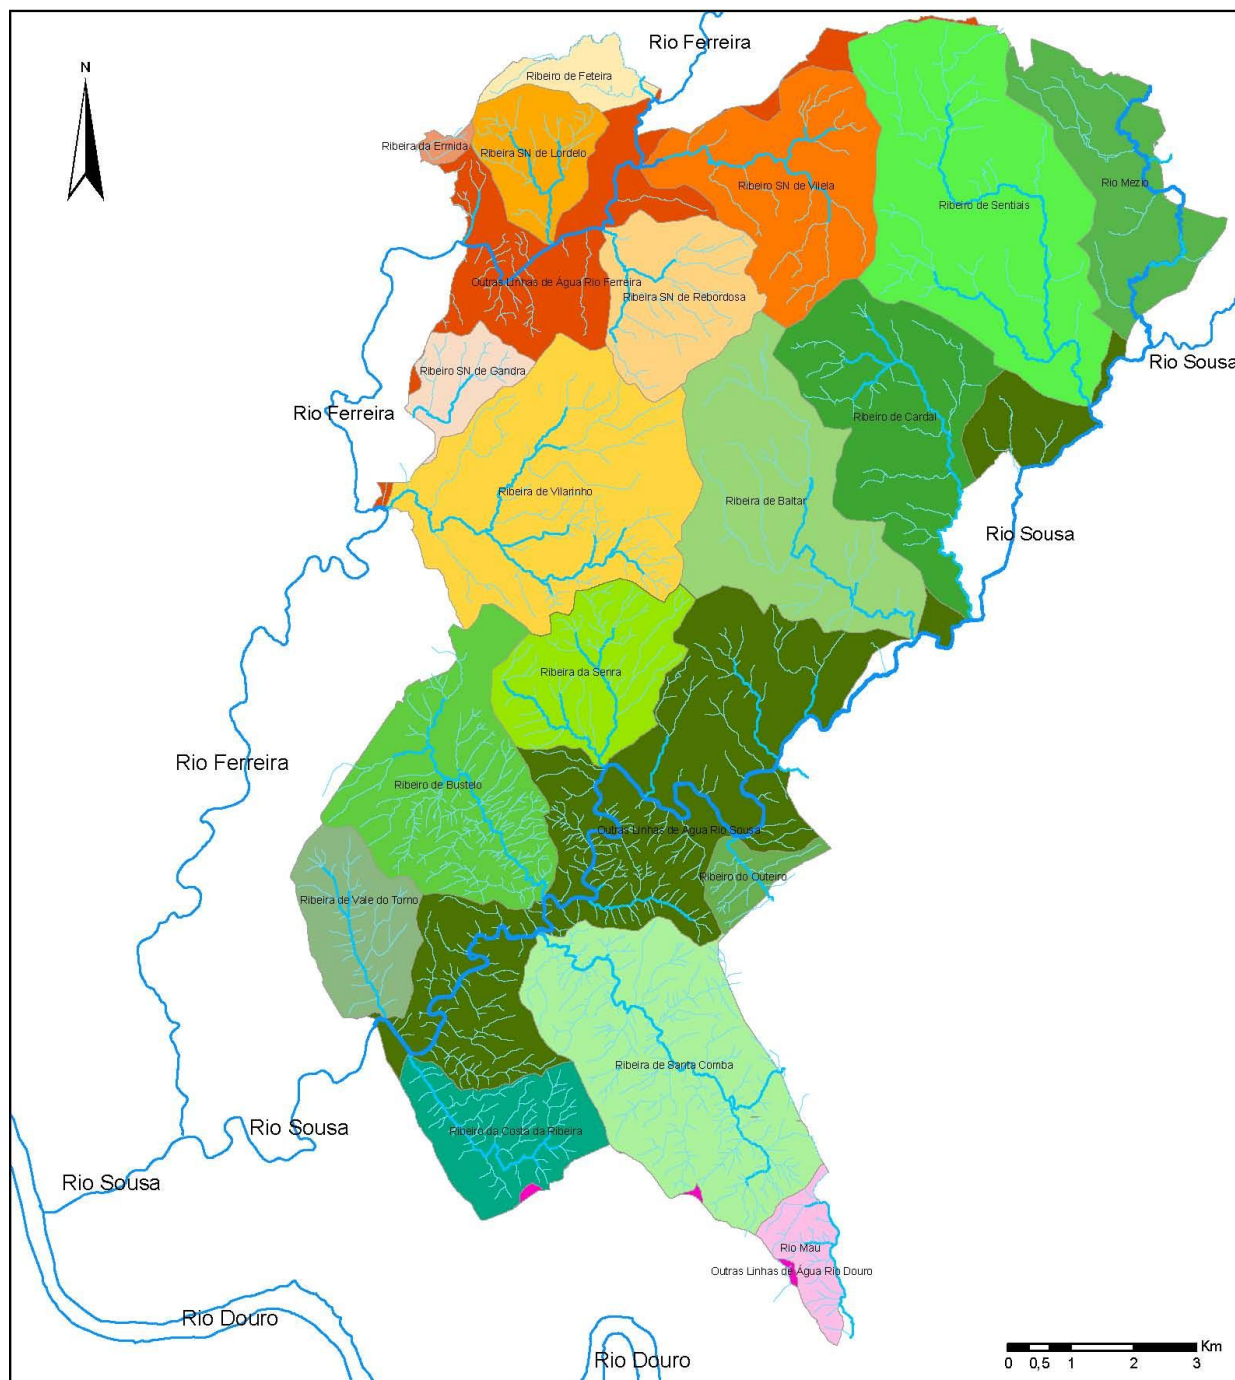 Rio Ferreira
N
Ribeiro de Feteira
Ribeira da Ermida
Ribeira SN de Lordelo
Ribeiro SN de Vilela
Rio Mezio
Ribeiro de Sentiais
Outras Linhas de Água Rio Ferreira
Ribeira SN de Rebordosa
Rio Sousa
Ribeiro SN de Gandra
Rio Ferreira
Ribeiro de Cardal
Ribeira de Vilarinho
Ribeira de Baltar
Rio Sousa
Ribeira da Senra
Rio Ferreira
Ribeiro de Bustelo
Outras Linhas de Água Rio Sousa
Ribeiro do Outeiro
Ribeira de Vale do Torno
Ribeira de Santa Comba
Rio Sousa
Ribeiro da Costa da Ribeira
Rio Sousa
Rio Mau
Outras Linhas de Água Rio Douro
Rio Douro
Rio Douro
Km
0 0,5 1 2 3